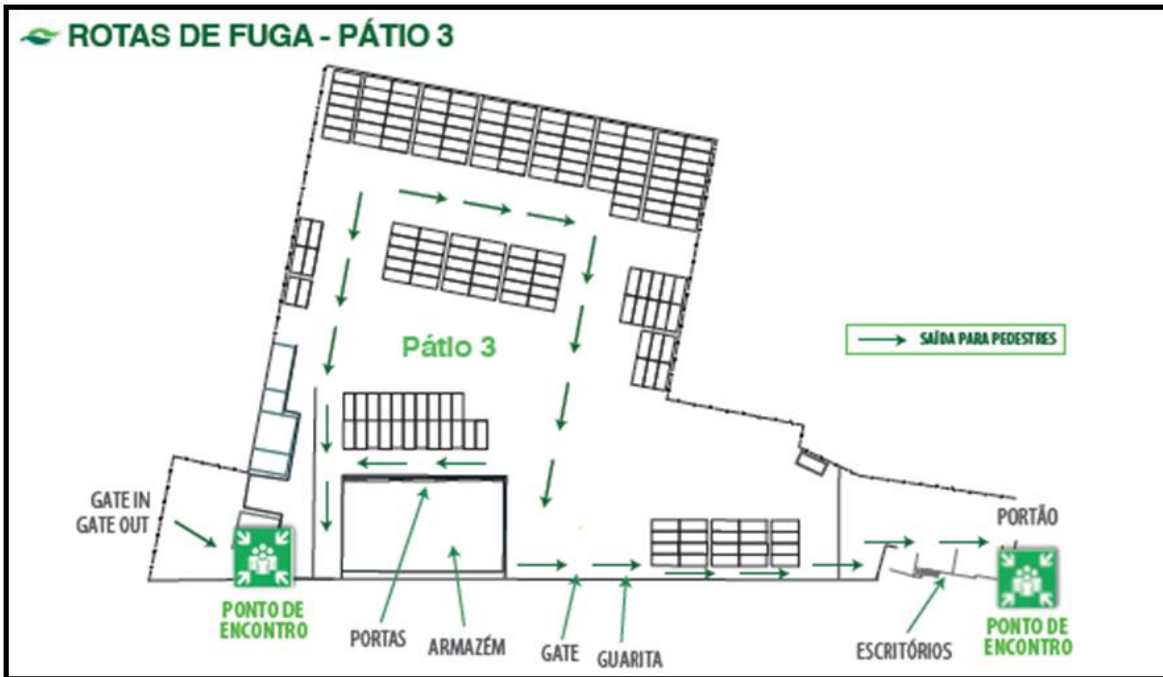 ROTAS DE FUGA - PÁTIO 3
Pátio 3
SAÍDA PARA PEDESTRES
GATE IN
GATE OUT
PORTÃO
PONTO DE
ENCONTRO
PORTAS
ARMAZÉM
GATE
GUARITA
ESCRITÓRIOS
PONTO DE
ENCONTRO